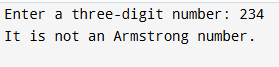 Enter a three-digit number: 234
It is not an Armstrong number.